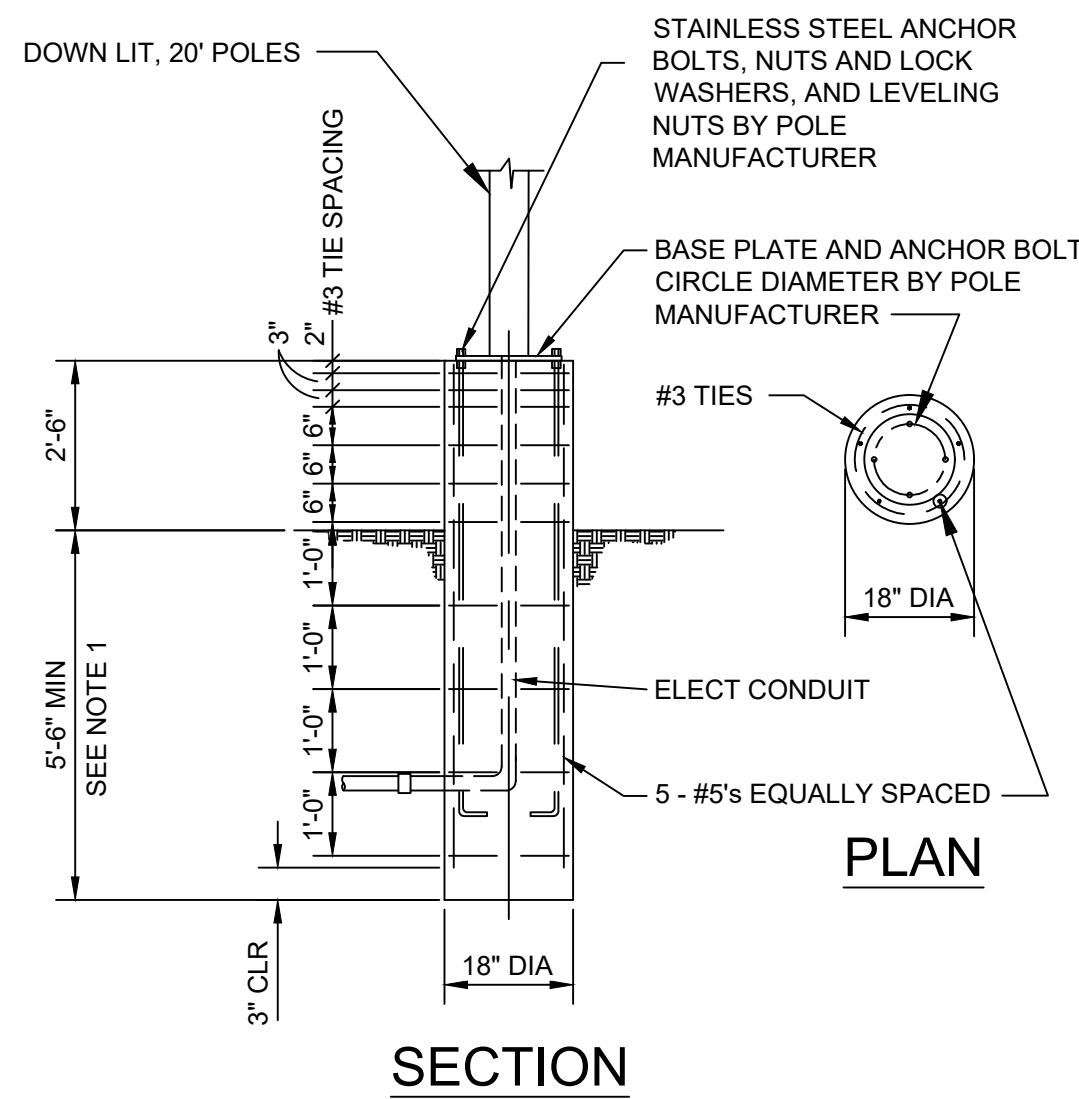 DOWN LIT, 20' POLES
STAINLESS STEEL ANCHOR
BOLTS, NUTS AND LOCK
WASHERS, AND LEVELING
NUTS BY POLE
MANUFACTURER
#3 TIE SPACING
BASE PLATE AND ANCHOR BOLT
CIRCLE DIAMETER BY POLE
MANUFACTURER
3"
2"
#3 TIES
2'-6"
6"
6"
6"
1'-0"
1'-0"
1'-0"
1'-0"
18" DIA
5'-6" MIN
SEE NOTE 1
ELECT CONDUIT
5 - #5's EQUALLY SPACED
PLAN
3" CLR
18" DIA
SECTION